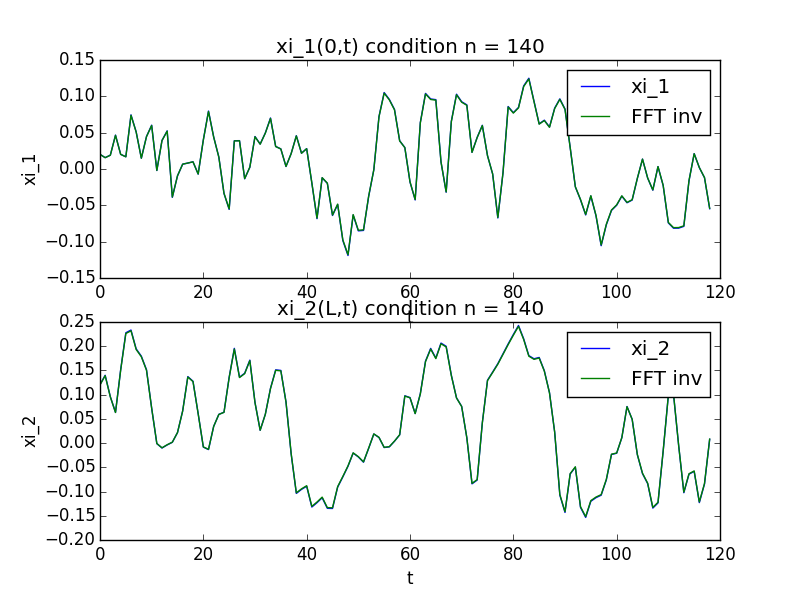 xi_1(0,t) condition n = 140
0.15
0.10
0.05
0.00
−0.05
−0.10
−0.15
xi_1
xi_1
FFT inv
0 20 40 60 80 100 120
t
xi_2(L,t) condition n = 140
0.25
0.20
0.15
0.10
0.05
0.00
−0.05
−0.10
−0.15
−0.20
xi_2
xi_2
FFT inv
0 20 40 60 80 100 120
t